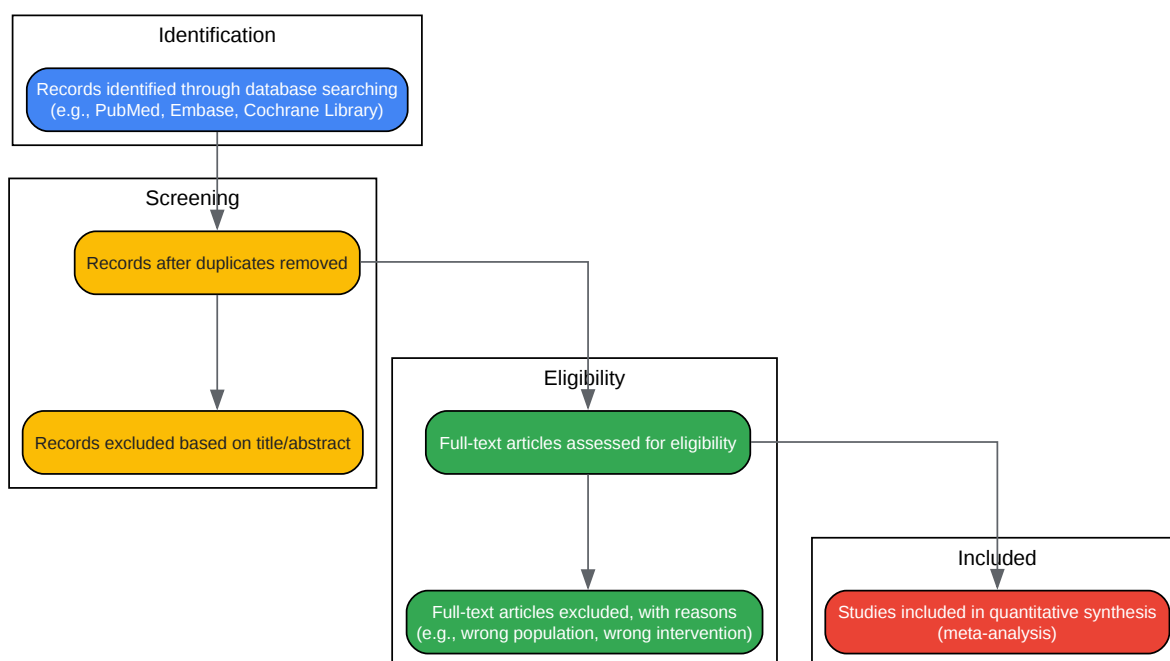 Identification
Records identified through database searching
(e.g., PubMed, Embase, Cochrane Library)
Screening
Records after duplicates removed
Records excluded based on title/abstract
Eligibility
Full-text articles assessed for eligibility
Full-text articles excluded, with reasons
(e.g., wrong population, wrong intervention)
Included
Studies included in quantitative synthesis
(meta-analysis)